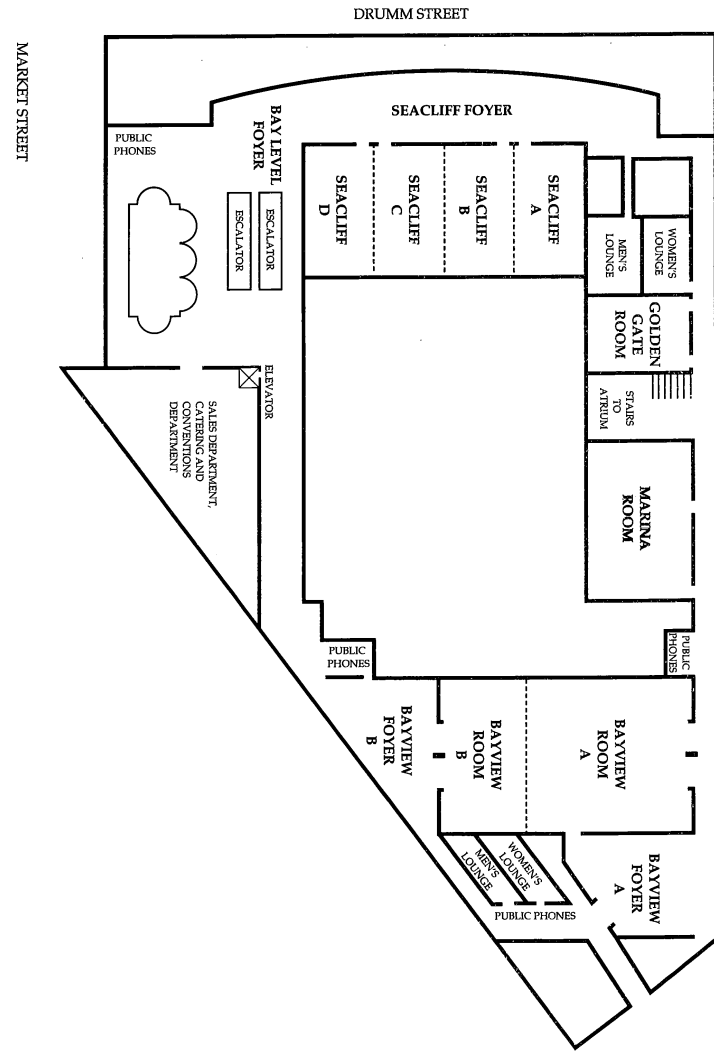 DRUMM STREET
MARKET STREET
SEACLIFF FOYER
BAY LEVEL
FOYER
PUBLIC
PHONES
SEACLIFF
D
SEACLIFF
C
SEACLIFF
B
SEACLIFF
A
ESCALATOR
ESCALATOR
MEN'S
LOUNGE
WOMEN'S
LOUNGE
GOLDEN
GATE
ROOM
ELEVATOR
STAIRS
TO
ATRIUM
SALES DEPARTMENT,
CATERING AND
CONVENTIONS
DEPARTMENT
MARINA
ROOM
PUBLIC
PHONES
PUBLIC
PHONES
BAYVIEW
FOYER
B
BAYVIEW
ROOM
B
BAYVIEW
ROOM
A
MEN'S
LOUNGE
WOMEN'S
LOUNGE
BAYVIEW
FOYER
A
PUBLIC PHONES